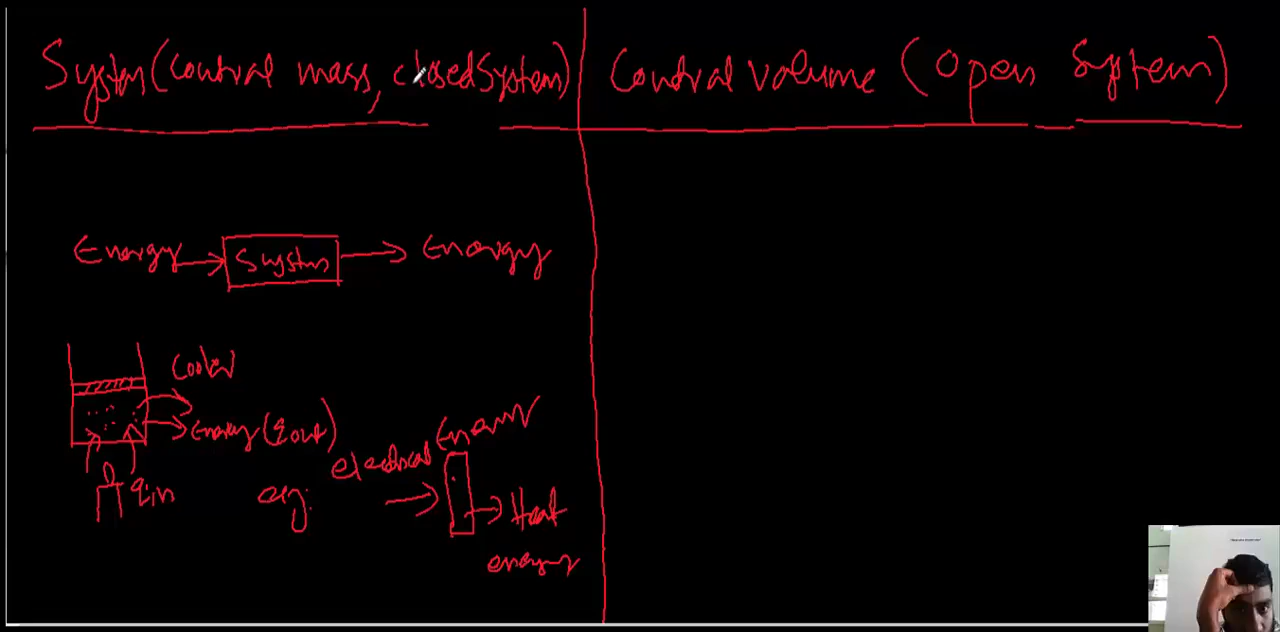 System (control mass, closed System)
Control volume (open System)
Energy → System → Energy
Cooler
Energy (qout)
qin
eg:
electrical Energy
Heat
energy